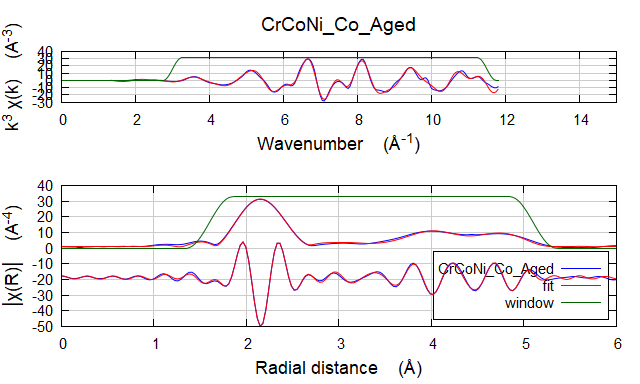 CrCoNi_Co_Aged
k³ χ(k) (A⁻³)
40
30
10
0
-10
-20
-30
0 2 4 6 8 10 12 14
Wavenumber (Å⁻¹)
|χ(R)| (A⁻⁴)
40
30
20
10
0
-10
-20
-30
-40
-50
CrCoNi_Co_Aged
fit
window
0 1 2 3 4 5 6
Radial distance (Å)